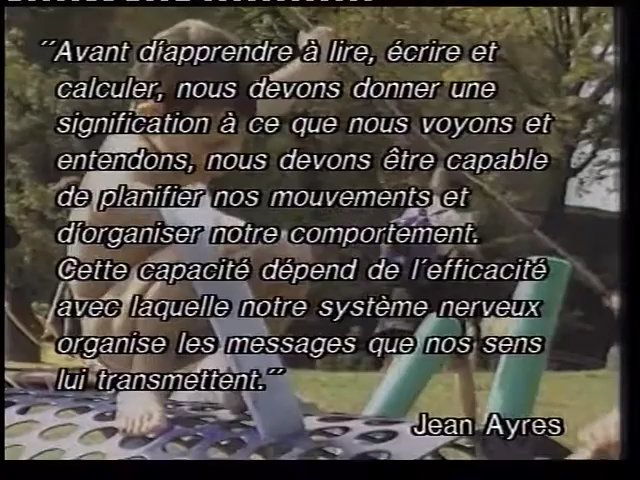 ˝Avant d'apprendre à lire, écrire et
calculer, nous devons donner une
signification à ce que nous voyons et
entendons, nous devons être capable
de planifier nos mouvements et
d'organiser notre comportement.
Cette capacité dépend de l'efficacité
avec laquelle notre système nerveux
organise les messages que nos sens
lui transmettent.˝
Jean Ayres